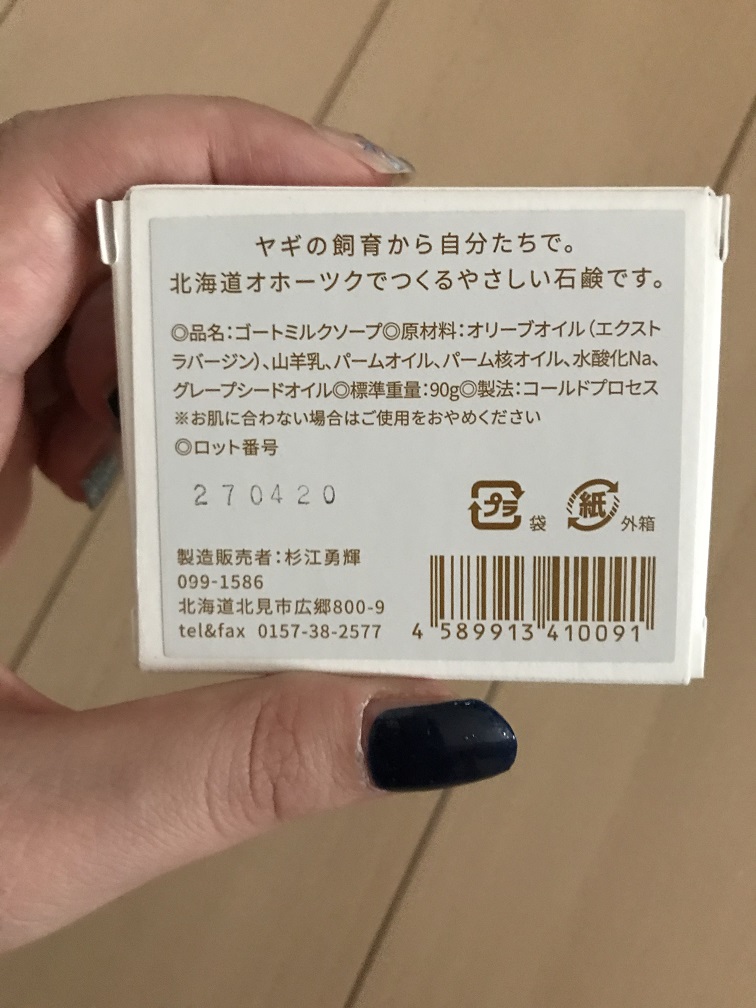 ヤギの飼育から自分たちで。
北海道オホーツクでつくるやさしい石鹸です。
◎品名：ゴートミルクソープ◎原材料：オリーブオイル（エクスト
ラバージン）、山羊乳、パームオイル、パーム核オイル、水酸化Na、
グレープシードオイル◎標準重量：90g◎製法：コールドプロセス
※お肌に合わない場合はご使用をおやめください
◎ロット番号
270420
プラ 袋
紙 外箱
製造販売者：杉江勇輝
099-1586
北海道北見市広郷800-9
tel&fax 0157-38-2577
4 589913 410091